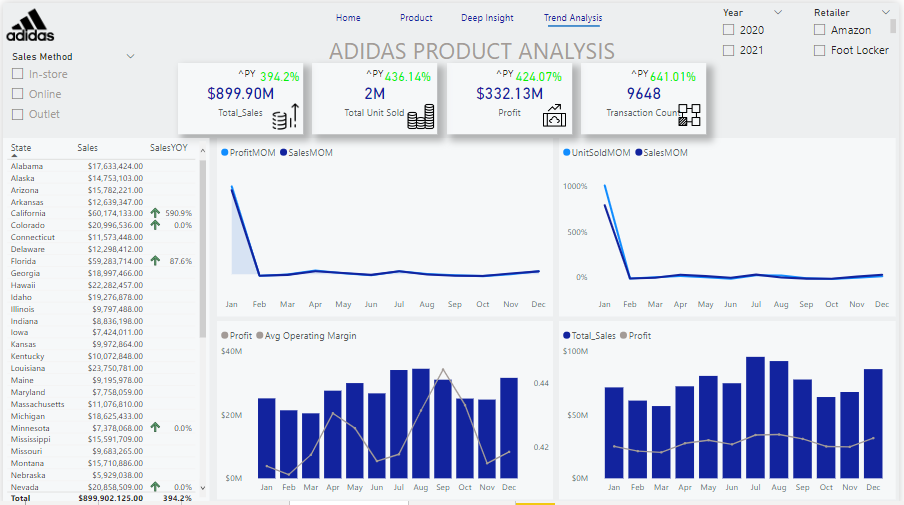 adidas
Home
Product
Deep Insight
Trend Analysis
Year
2020
2021
Retailer
Amazon
Foot Locker
ADIDAS PRODUCT ANALYSIS
Sales Method
In-store
Online
Outlet
^PY 394.2%
$899.90M
Total_Sales
^PY 436.14%
2M
Total Unit Sold
^PY 424.07%
$332.13M
Profit
^PY 641.01%
9648
Transaction Count
State Sales SalesYOY
Alabama $17,633,424.00
Alaska $14,753,103.00
Arizona $15,782,221.00
Arkansas $12,639,347.00
California $60,174,133.00 590.9%
Colorado $20,996,536.00 0.0%
Connecticut $11,573,448.00
Delaware $12,298,412.00
Florida $59,283,714.00 87.6%
Georgia $18,997,466.00
Hawaii $22,282,457.00
Idaho $19,276,878.00
Illinois $9,797,488.00
Indiana $8,836,198.00
Iowa $7,424,011.00
Kansas $9,972,864.00
Kentucky $10,072,848.00
Louisiana $23,750,781.00
Maine $9,195,978.00
Maryland $7,758,059.00
Massachusetts $11,076,810.00
Michigan $18,625,433.00
Minnesota $7,378,068.00 0.0%
Mississippi $15,591,709.00
Missouri $9,683,265.00
Montana $15,710,886.00
Nebraska $5,929,038.00
Nevada $20,858,509.00 0.0%
Total $899,902,125.00 394.2%
ProfitMOM SalesMOM
Jan Feb Mar Apr May Jun Jul Aug Sep Oct Nov Dec
UnitSoldMOM SalesMOM
1000%
500%
0%
Jan Feb Mar Apr May Jun Jul Aug Sep Oct Nov Dec
Profit Avg Operating Margin
$40M
$20M
$0M
0.44
0.42
Jan Feb Mar Apr May Jun Jul Aug Sep Oct Nov Dec
Total_Sales Profit
$100M
$50M
$0M
Jan Feb Mar Apr May Jun Jul Aug Sep Oct Nov Dec